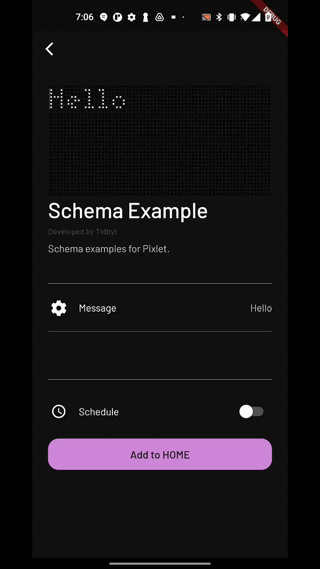 7:06
DEBUG
Hello
Schema Example
Developed by Tidbyt
Schema examples for Pixlet.
Message Hello
Schedule
Add to HOME